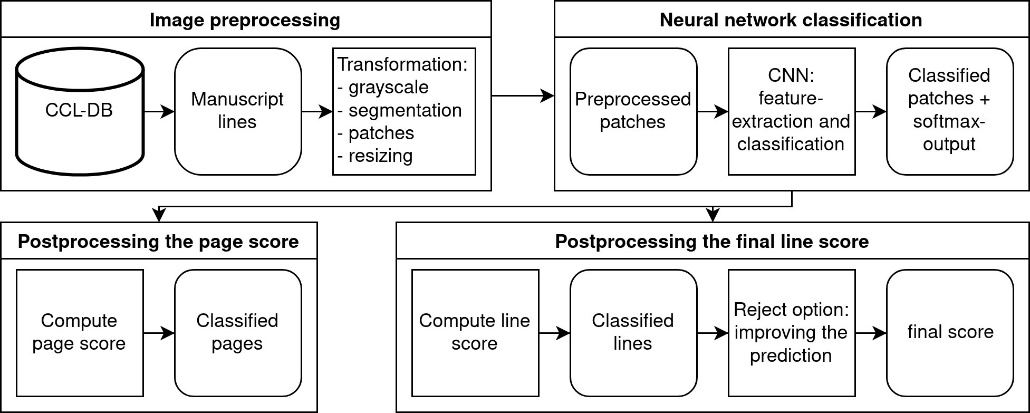 Image preprocessing
CCL-DB
Manuscript
lines
Transformation:
- grayscale
- segmentation
- patches
- resizing
Neural network classification
Preprocessed
patches
CNN:
feature-
extraction and
classification
Classified
patches +
softmax-
output
Postprocessing the page score
Compute
page score
Classified
pages
Postprocessing the final line score
Compute line
score
Classified
lines
Reject option:
improving the
prediction
final score